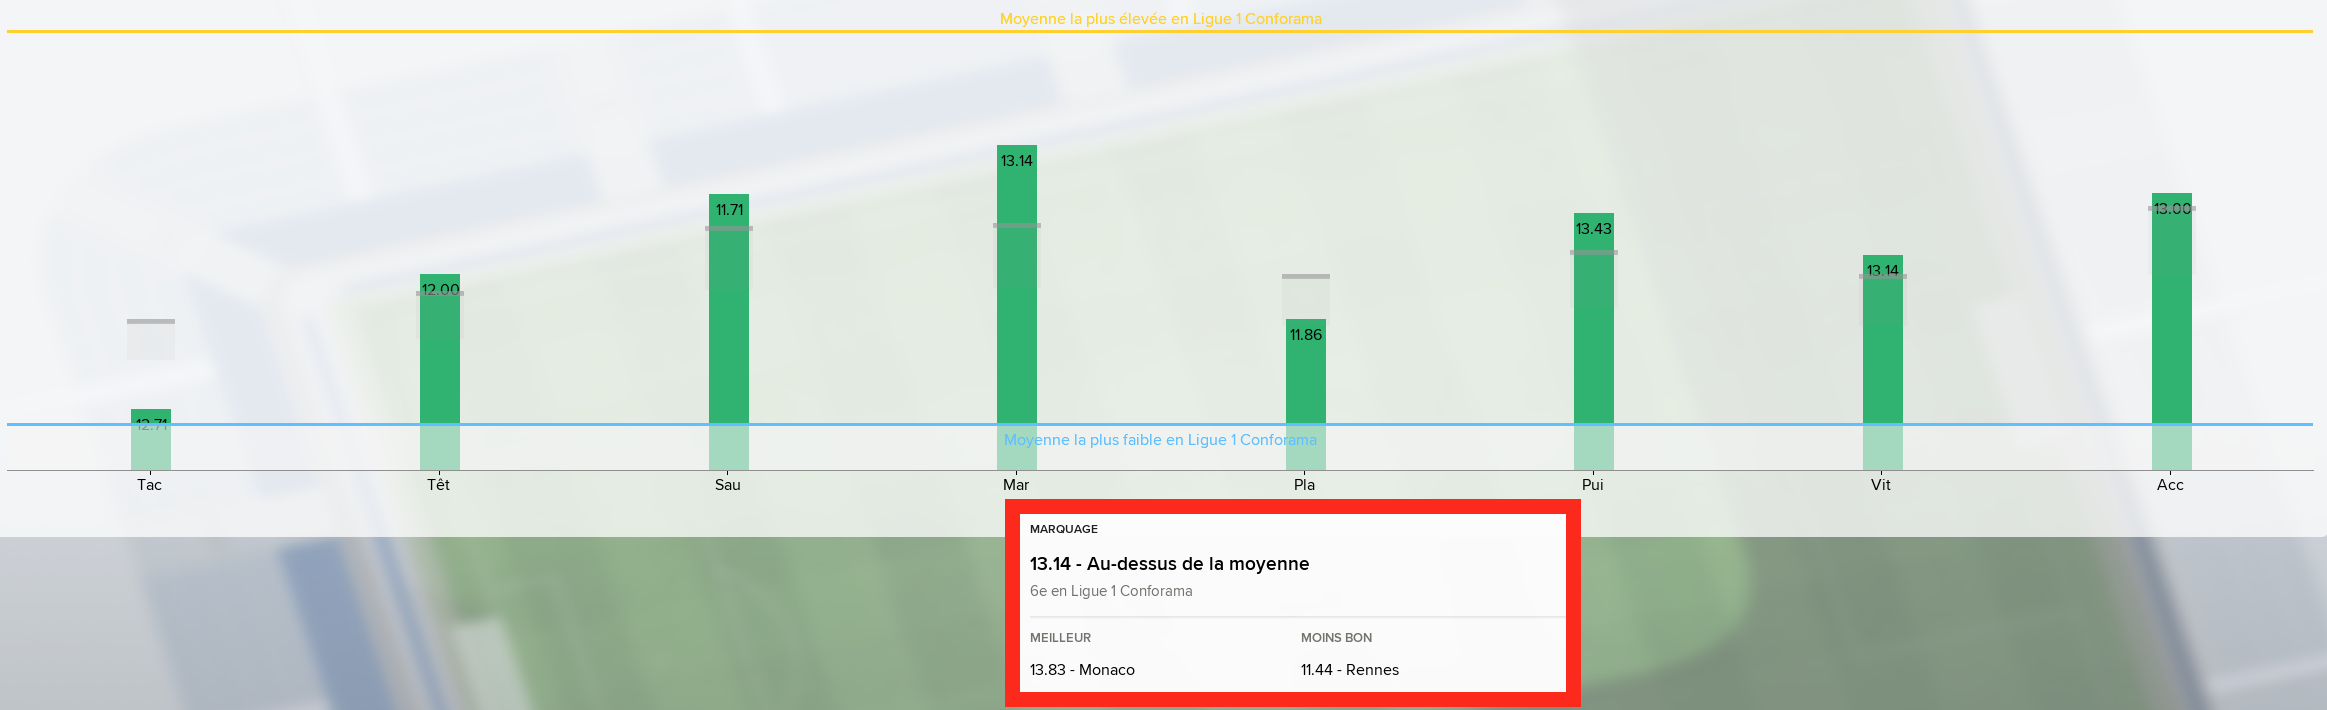 Moyenne la plus élevée en Ligue 1 Conforama
13.14
11.71
13.00
13.43
13.14
12.00
11.86
12.71
Moyenne la plus faible en Ligue 1 Conforama
Tac Têt Sau Mar Pla Pui Vit Acc
MARQUAGE
13.14 - Au-dessus de la moyenne
6e en Ligue 1 Conforama
MEILLEUR MOINS BON
13.83 - Monaco 11.44 - Rennes